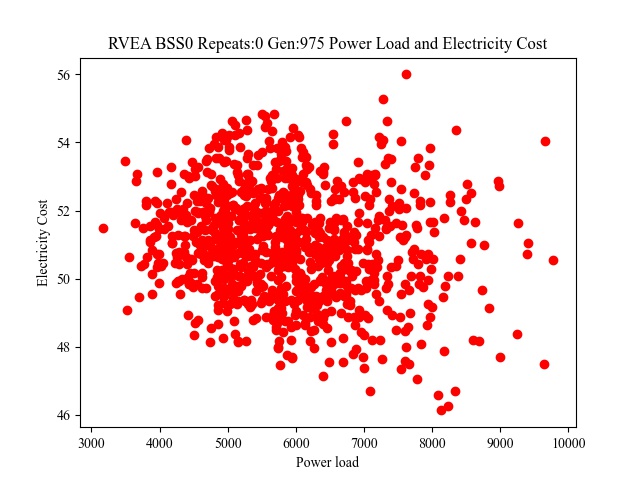 RVEA BSS0 Repeats:0 Gen:975 Power Load and Electricity Cost
56
54
52
50
48
46
Electricity Cost
3000 4000 5000 6000 7000 8000 9000 10000
Power load